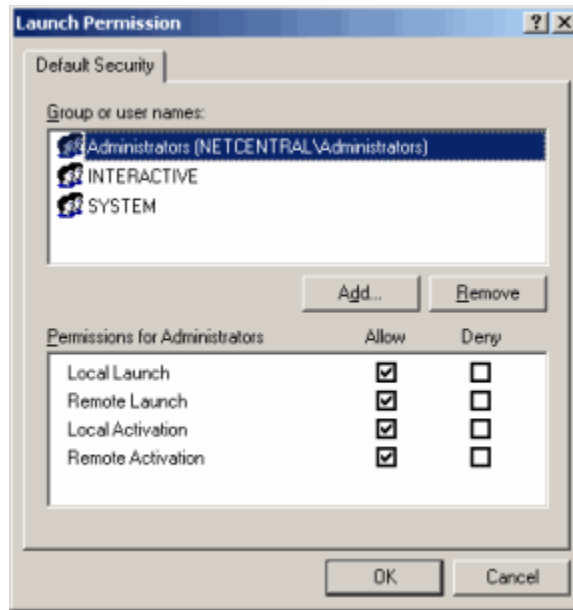 Launch Permission
Default Security
Group or user names:
Administrators (NETCENTRAL\Administrators)
INTERACTIVE
SYSTEM
Add... Remove
Permissions for Administrators Allow Deny
Local Launch
Remote Launch
Local Activation
Remote Activation
OK Cancel